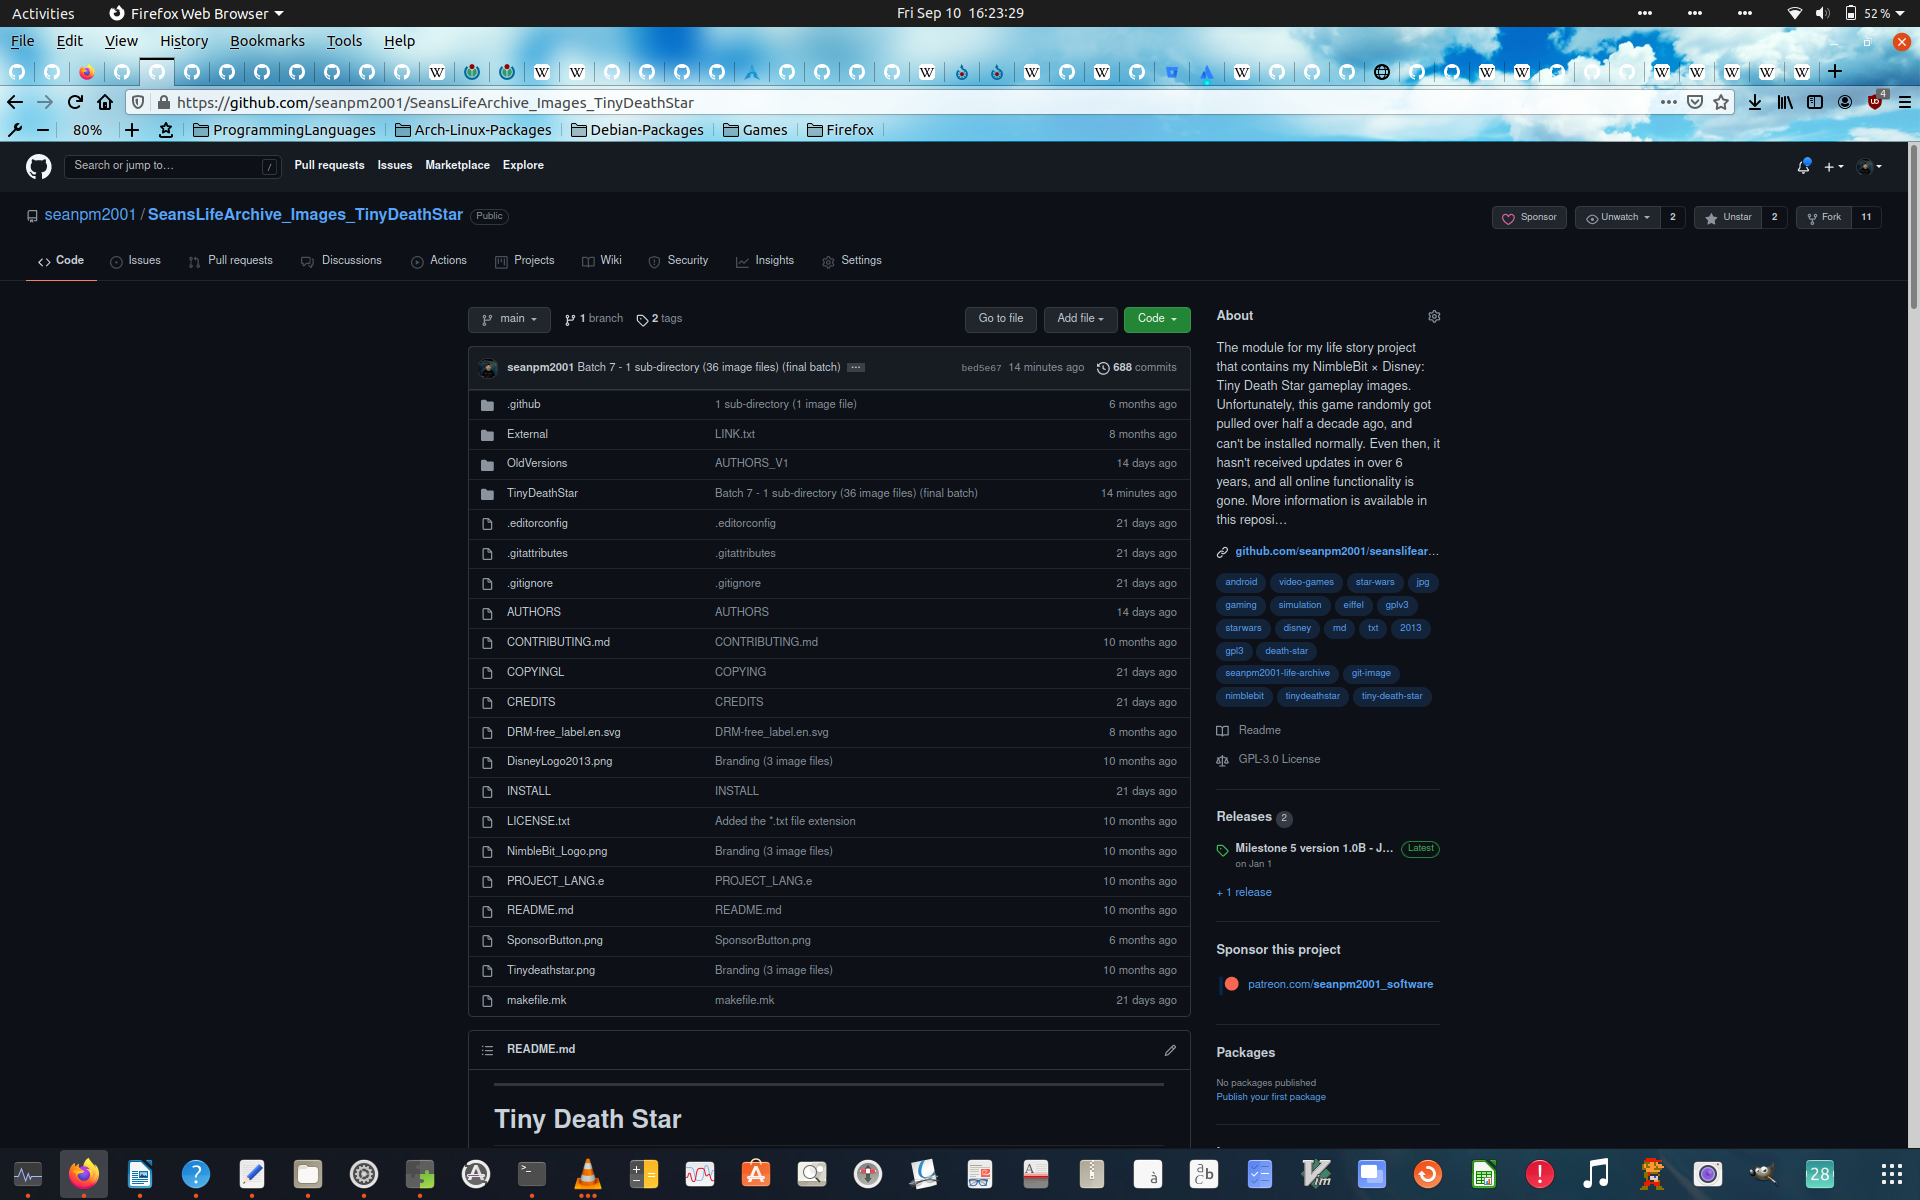 Activities
Firefox Web Browser
Fri Sep 10 16:23:29
52 %
File Edit View History Bookmarks Tools Help
https://github.com/seanpm2001/SeansLifeArchive_Images_TinyDeathStar
4
80%
ProgrammingLanguages Arch-Linux-Packages Debian-Packages Games Firefox
Search or jump to…
/
Pull requests Issues Marketplace Explore
seanpm2001 / SeansLifeArchive_Images_TinyDeathStar Public
Sponsor Unwatch 2 Unstar 2 Fork 11
Code Issues Pull requests Discussions Actions Projects Wiki Security Insights Settings
main 1 branch 2 tags Go to file Add file Code
seanpm2001 Batch 7 - 1 sub-directory (36 image files) (final batch) ... bed5e67 14 minutes ago 688 commits
.github 1 sub-directory (1 image file) 6 months ago
External LINK.txt 8 months ago
OldVersions AUTHORS_V1 14 days ago
TinyDeathStar Batch 7 - 1 sub-directory (36 image files) (final batch) 14 minutes ago
.editorconfig .editorconfig 21 days ago
.gitattributes .gitattributes 21 days ago
.gitignore .gitignore 21 days ago
AUTHORS AUTHORS 14 days ago
CONTRIBUTING.md CONTRIBUTING.md 10 months ago
COPYINGL COPYING 21 days ago
CREDITS CREDITS 21 days ago
DRM-free_label.en.svg DRM-free_label.en.svg 8 months ago
DisneyLogo2013.png Branding (3 image files) 10 months ago
INSTALL INSTALL 21 days ago
LICENSE.txt Added the *.txt file extension 10 months ago
NimbleBit_Logo.png Branding (3 image files) 10 months ago
PROJECT_LANG.e PROJECT_LANG.e 10 months ago
README.md README.md 10 months ago
SponsorButton.png SponsorButton.png 6 months ago
Tinydeathstar.png Branding (3 image files) 10 months ago
makefile.mk makefile.mk 21 days ago
README.md
Tiny Death Star
About
The module for my life story project
that contains my NimbleBit × Disney:
Tiny Death Star gameplay images.
Unfortunately, this game randomly got
pulled over half a decade ago, and
can't be installed normally. Even then, it
hasn't received updates in over 6
years, and all online functionality is
gone. More information is available in
this reposi…
github.com/seanpm2001/seanslifear…
android video-games star-wars jpg
gaming simulation eiffel gplv3
starwars disney md txt 2013
gpl3 death-star
seanpm2001-life-archive git-image
nimblebit tinydeathstar tiny-death-star
Readme
GPL-3.0 License
Releases 2
Milestone 5 version 1.0B - J... Latest
on Jan 1
+ 1 release
Sponsor this project
patreon.com/seanpm2001_software
Packages
No packages published
Publish your first package
28